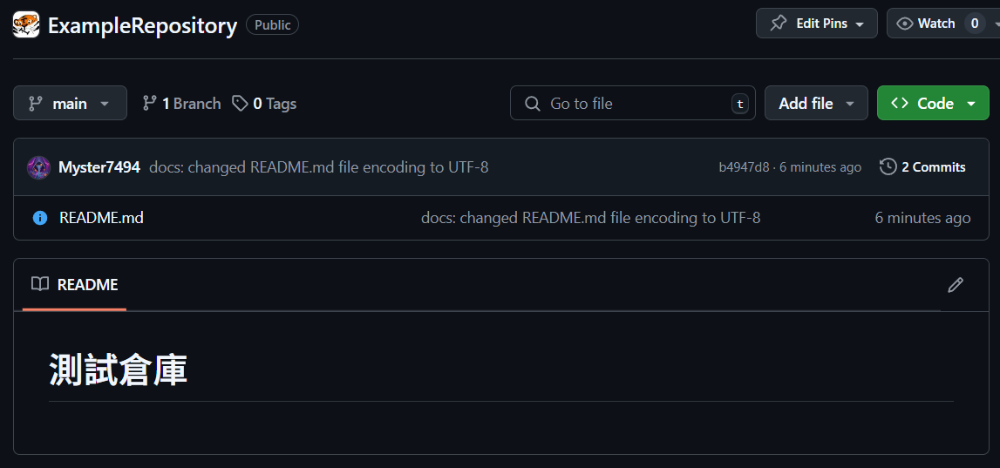 ExampleRepository Public Edit Pins Watch 0
main 1 Branch 0 Tags Go to file t Add file Code
Myster7494 docs: changed README.md file encoding to UTF-8 b4947d8 · 6 minutes ago 2 Commits
README.md docs: changed README.md file encoding to UTF-8 6 minutes ago
README
測試倉庫